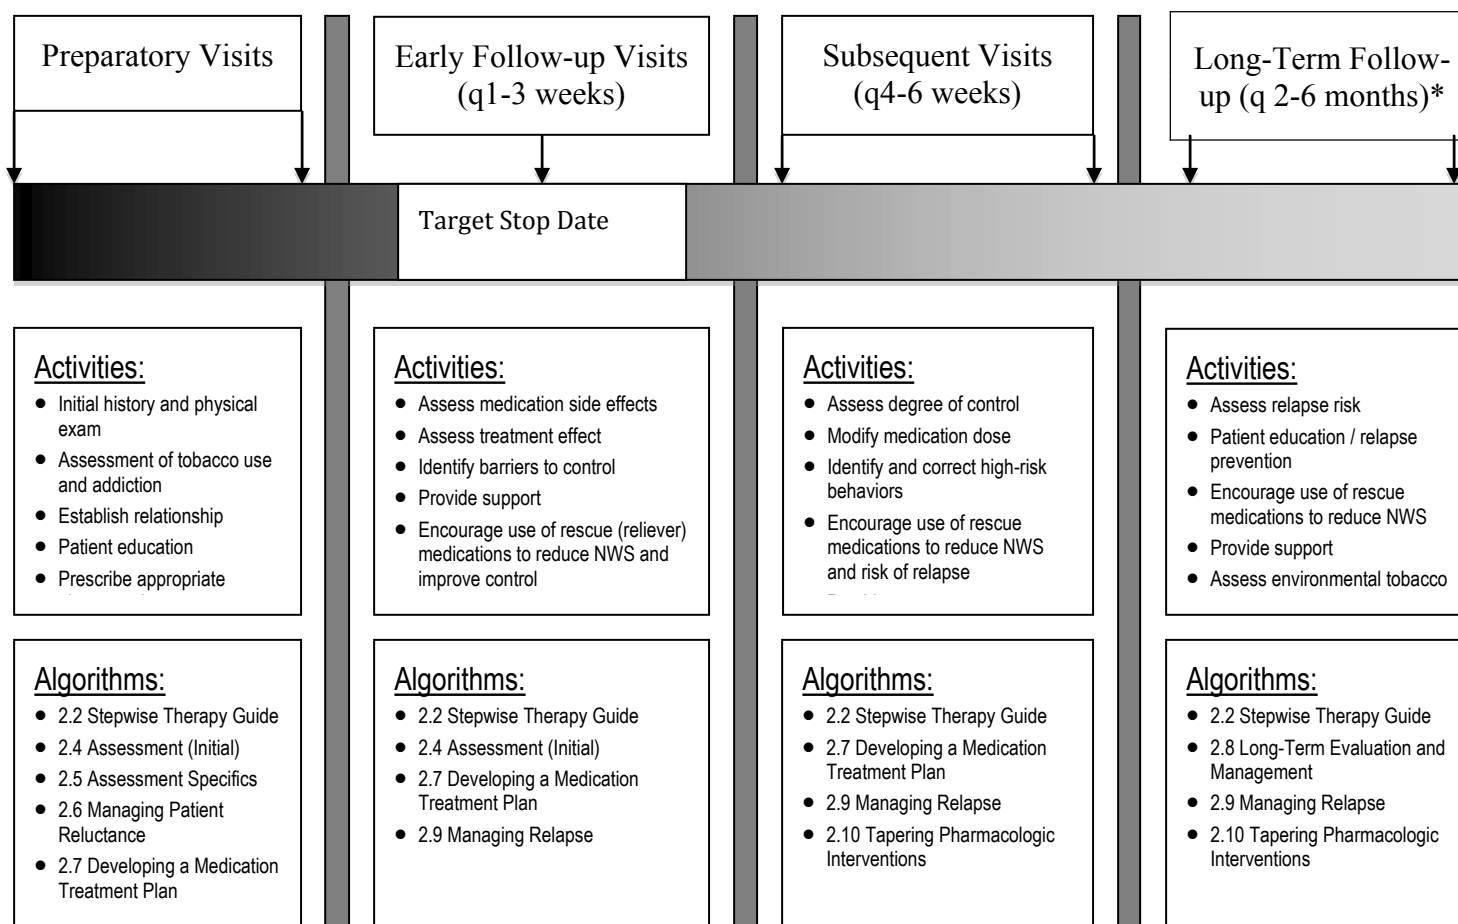 Preparatory Visits
Early Follow-up Visits
(q1-3 weeks)
Subsequent Visits
(q4-6 weeks)
Long-Term Follow-
up (q 2-6 months)*
Target Stop Date
Activities:
● Initial history and physical
exam
● Assessment of tobacco use
and addiction
● Establish relationship
● Patient education
● Prescribe appropriate
Activities:
● Assess medication side effects
● Assess treatment effect
● Identify barriers to control
● Provide support
● Encourage use of rescue (reliever)
medications to reduce NWS and
improve control
Activities:
● Assess degree of control
● Modify medication dose
● Identify and correct high-risk
behaviors
● Encourage use of rescue
medications to reduce NWS
and risk of relapse
Activities:
● Assess relapse risk
● Patient education / relapse
prevention
● Encourage use of rescue
medications to reduce NWS
● Provide support
● Assess environmental tobacco
Algorithms:
● 2.2 Stepwise Therapy Guide
● 2.4 Assessment (Initial)
● 2.5 Assessment Specifics
● 2.6 Managing Patient
Reluctance
● 2.7 Developing a Medication
Treatment Plan
Algorithms:
● 2.2 Stepwise Therapy Guide
● 2.4 Assessment (Initial)
● 2.7 Developing a Medication
Treatment Plan
● 2.9 Managing Relapse
Algorithms:
● 2.2 Stepwise Therapy Guide
● 2.7 Developing a Medication
Treatment Plan
● 2.9 Managing Relapse
● 2.10 Tapering Pharmacologic
Interventions
Algorithms:
● 2.2 Stepwise Therapy Guide
● 2.8 Long-Term Evaluation and
Management
● 2.9 Managing Relapse
● 2.10 Tapering Pharmacologic
Interventions